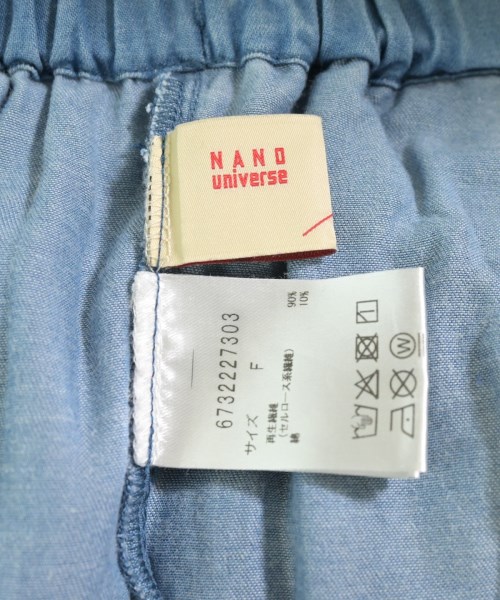 NANO
universe
6732227303
サイズ F
再生繊維 90%
(セルロース系繊維)
綿 10%
W